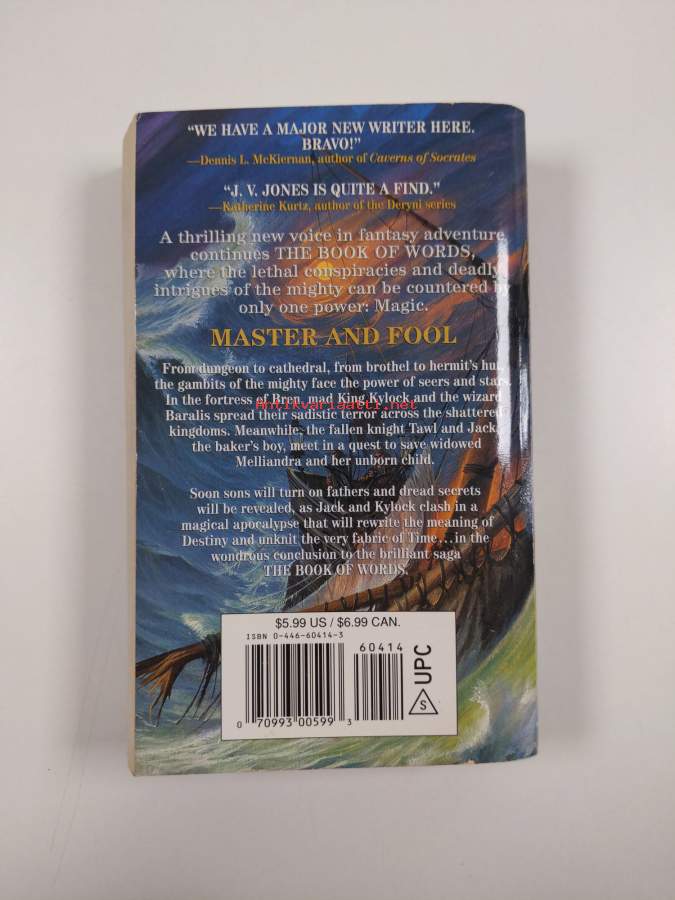 “WE HAVE A MAJOR NEW WRITER HERE.
BRAVO!”
—Dennis L. McKiernan, author of Caverns of Socrates
“J. V. JONES IS QUITE A FIND.”
—Katherine Kurtz, author of the Deryni series
A thrilling new voice in fantasy adventure
continues THE BOOK OF WORDS,
where the lethal conspiracies and deadly
intrigues of the mighty can be countered by
only one power: Magic.
MASTER AND FOOL
From dungeon to cathedral, from brothel to hermit's hut,
the gambits of the mighty face the power of seers and stars.
In the fortress of Bren, mad King Kylock and the wizard
Antikvariaatti.net
Baralis spread their sadistic terror across the shattered
kingdoms. Meanwhile, the fallen knight Tawl and Jack,
the baker's boy, meet in a quest to save widowed
Melliandra and her unborn child.
Soon sons will turn on fathers and dread secrets
will be revealed, as Jack and Kylock clash in a
magical apocalypse that will rewrite the meaning of
Destiny and unknit the very fabric of Time…in the
wondrous conclusion to the brilliant saga
THE BOOK OF WORDS.
$5.99 US / $6.99 CAN.
ISBN 0-446-60414-3
60414
0 70993 00599 3
S UPC